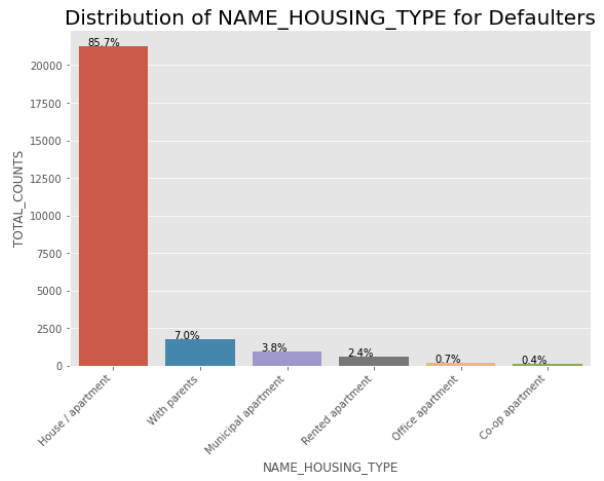 Distribution of NAME_HOUSING_TYPE for Defaulters
85.7%
7.0%
3.8%
2.4%
0.7%
0.4%
20000
17500
15000
12500
10000
7500
5000
2500
0
TOTAL_COUNTS
House / apartment
With parents
Municipal apartment
Rented apartment
Office apartment
Co-op apartment
NAME_HOUSING_TYPE